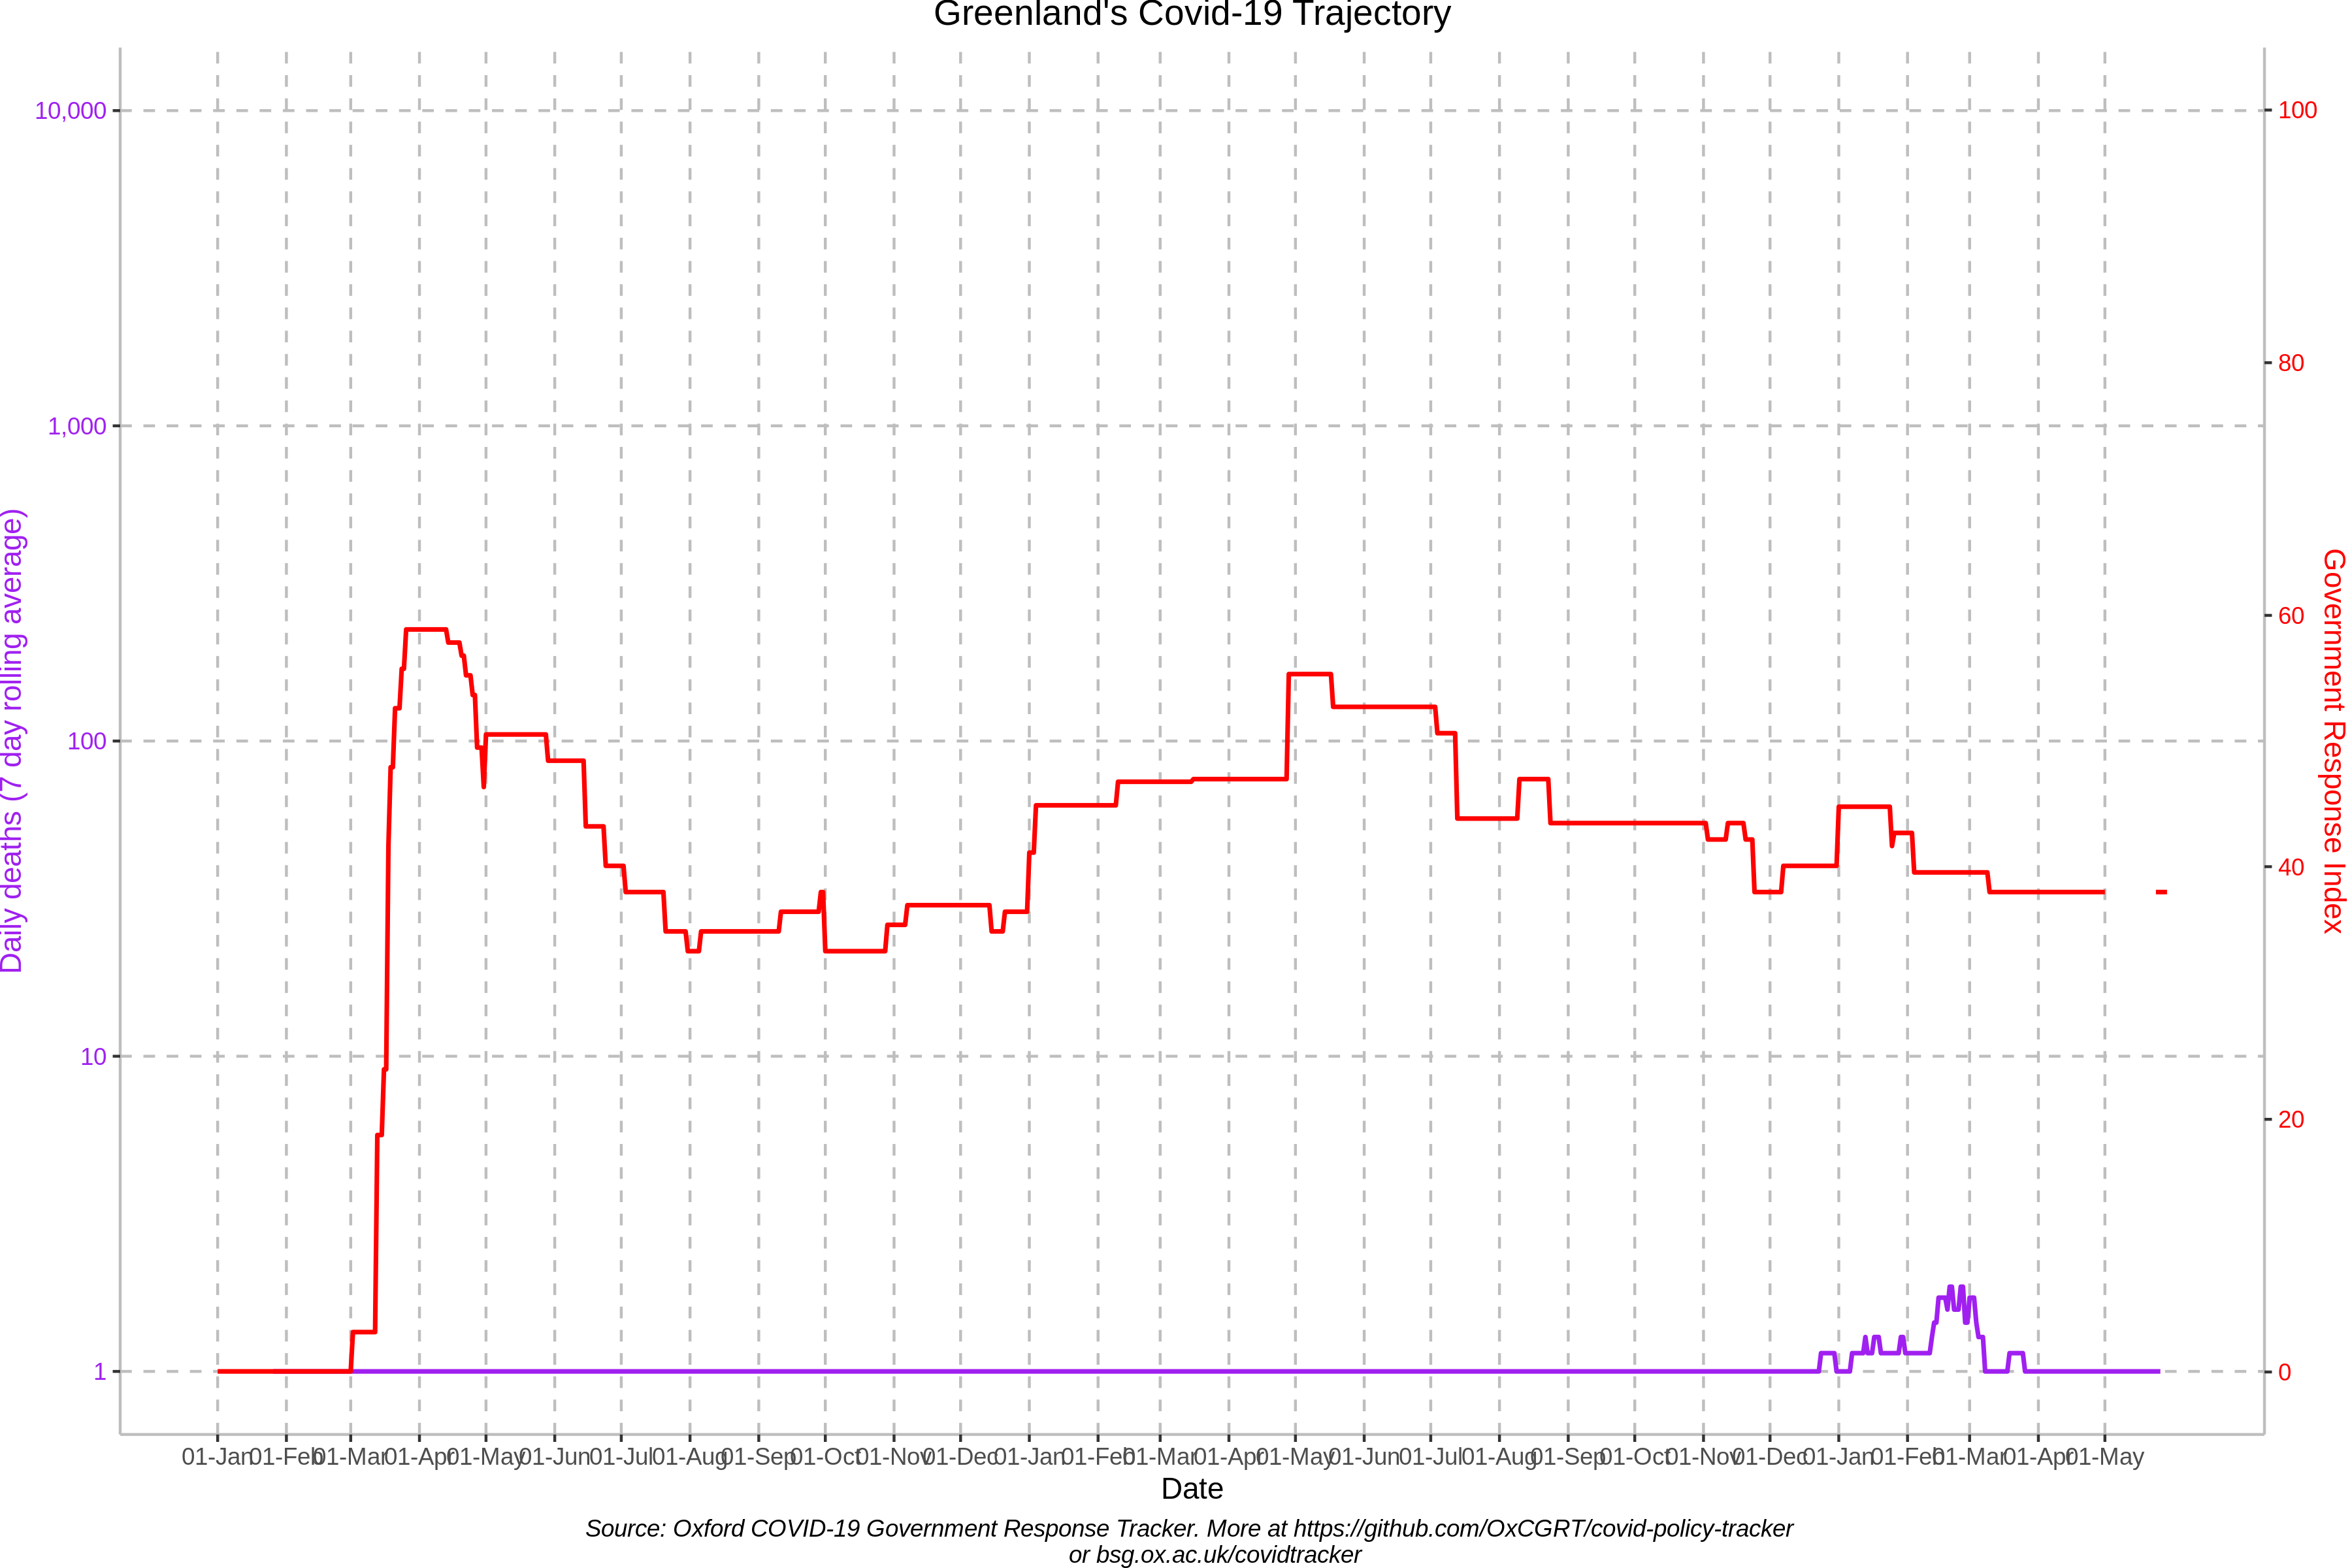 Greenland's Covid-19 Trajectory
10,000
1,000
100
10
1
Daily deaths (7 day rolling average)
100
80
60
40
20
0
Government Response Index
01-Jan 01-Feb 01-Mar 01-Apr 01-May 01-Jun 01-Jul 01-Aug 01-Sep 01-Oct 01-Nov 01-Dec 01-Jan 01-Feb 01-Mar 01-Apr 01-May 01-Jun 01-Jul 01-Aug 01-Sep 01-Oct 01-Nov 01-Dec 01-Jan 01-Feb 01-Mar 01-Apr 01-May
Date
Source: Oxford COVID-19 Government Response Tracker. More at https://github.com/OxCGRT/covid-policy-tracker
or bsg.ox.ac.uk/covidtracker